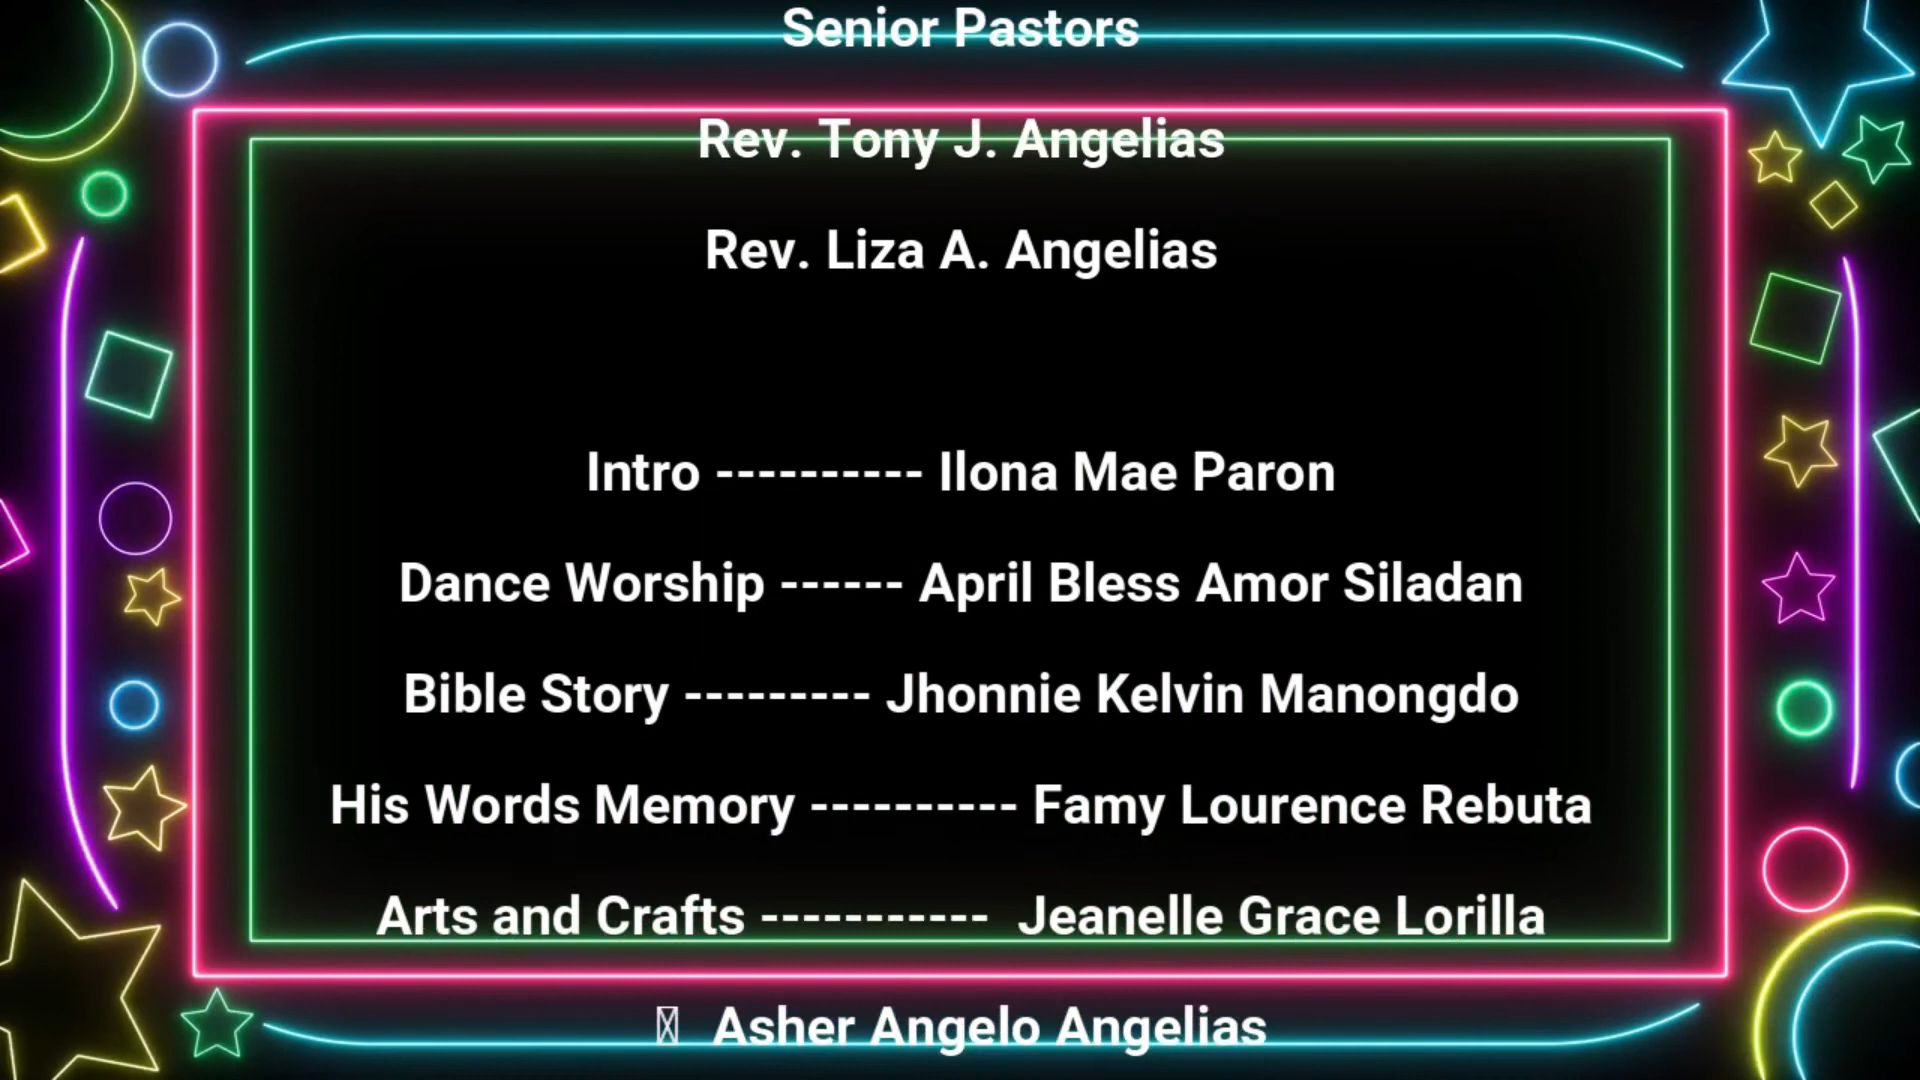 Senior Pastors
Rev. Tony J. Angelias
Rev. Liza A. Angelias
Intro ---------- Ilona Mae Paron
Dance Worship ------ April Bless Amor Siladan
Bible Story --------- Jhonnie Kelvin Manongdo
His Words Memory ---------- Famy Lourence Rebuta
Arts and Crafts ----------- Jeanelle Grace Lorilla
Asher Angelo Angelias